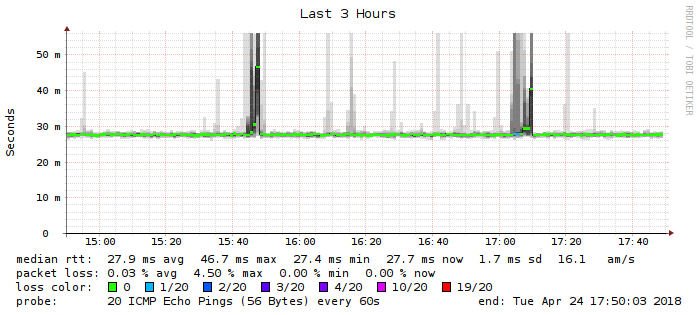 Last 3 Hours
RRDTOOL / TOBI OETIKER
Seconds
50 m
40 m
30 m
20 m
10 m
0
15:00 15:20 15:40 16:00 16:20 16:40 17:00 17:20 17:40
median rtt: 27.9 ms avg 46.7 ms max 27.4 ms min 27.7 ms now 1.7 ms sd 16.1 am/s
packet loss: 0.03 % avg 4.50 % max 0.00 % min 0.00 % now
loss color: 0 1/20 2/20 3/20 4/20 10/20 19/20
probe: 20 ICMP Echo Pings (56 Bytes) every 60s end: Tue Apr 24 17:50:03 2018